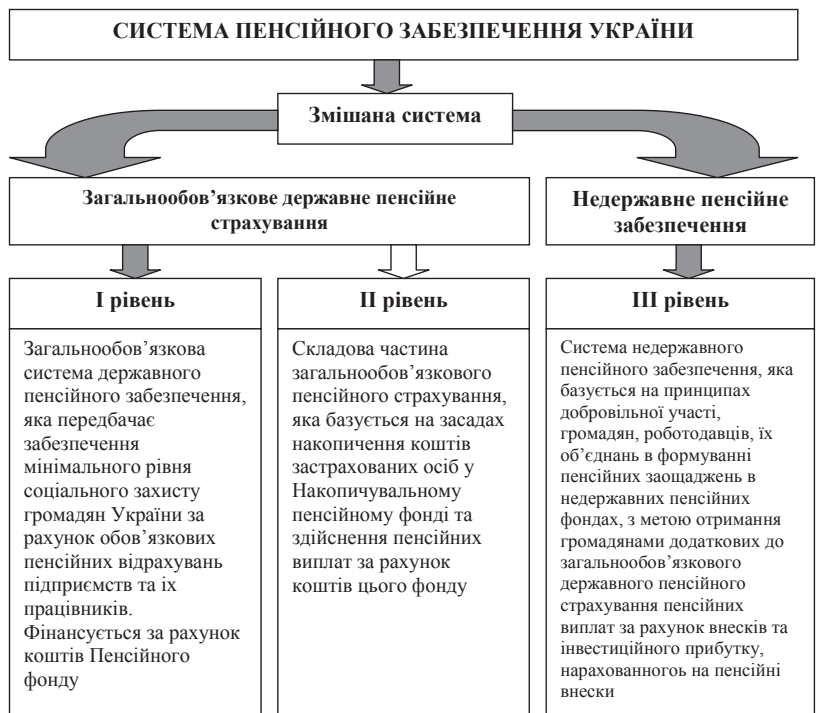 СИСТЕМА ПЕНСІЙНОГО ЗАБЕЗПЕЧЕННЯ УКРАЇНИ
Змішана система
Загальнообов’язкове державне пенсійне
страхування
Недержавне пенсійне
забезпечення
I рівень
Загальнообов’язкова
система державного
пенсійного забезпечення,
яка передбачає
забезпечення
мінімального рівня
соціального захисту
громадян України за
рахунок обов’язкових
пенсійних відрахувань
підприємств та їх
працівників.
Фінансується за рахунок
коштів Пенсійного
фонду
II рівень
Складова частина
загальнообов’язкового
пенсійного страхування,
яка базується на засадах
накопичення коштів
застрахованих осіб у
Накопичувальному
пенсійному фонді та
здійснення пенсійних
виплат за рахунок
коштів цього фонду
III рівень
Система недержавного
пенсійного забезпечення, яка
базується на принципах
добровільної участі,
громадян, роботодавців, їх
об’єднань в формуванні
пенсійних заощаджень в
недержавних пенсійних
фондах, з метою отримання
громадянами додаткових до
загальнообов’язкового
державного пенсійного
страхування пенсійних
виплат за рахунок внесків та
інвестиційного прибутку,
нарахованногоь на пенсійні
внески